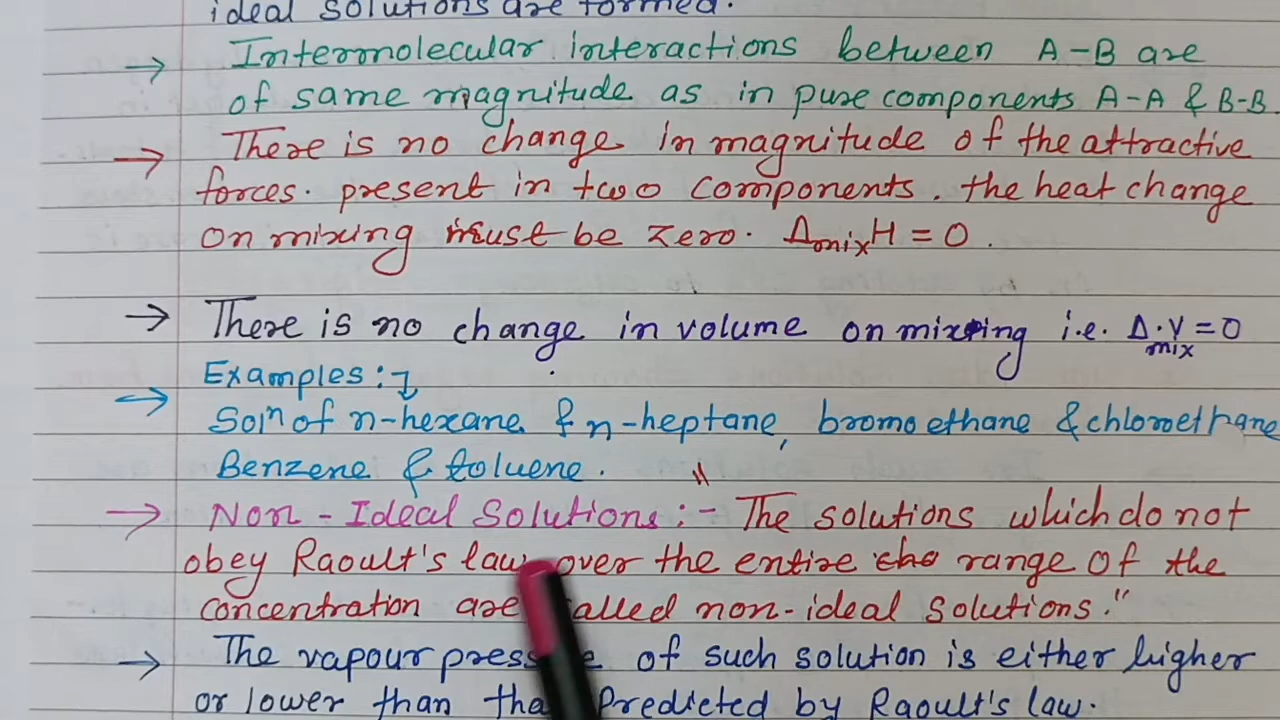 ideal solutions are formed.
→ Intermolecular interactions between A-B are
of same magnitude as in pure components A-A & B-B.
→ There is no change in magnitude of the attractive
forces. present in two components. the heat change
on mixing must be zero. ΔmixH = 0.
→ There is no change in volume on mixing i.e. Δ.V = 0
mix
Examples:↴
→ Solⁿ of n-hexane & n-heptane, bromoethane & chloroethane
Benzene & toluene.
→ Non-Ideal Solutions:- "The solutions which do not
obey Raoult's law over the entire range of the
concentration are called non-ideal solutions."
→ The vapour of such solution is either higher
or lower than predicted by Raoult's law.